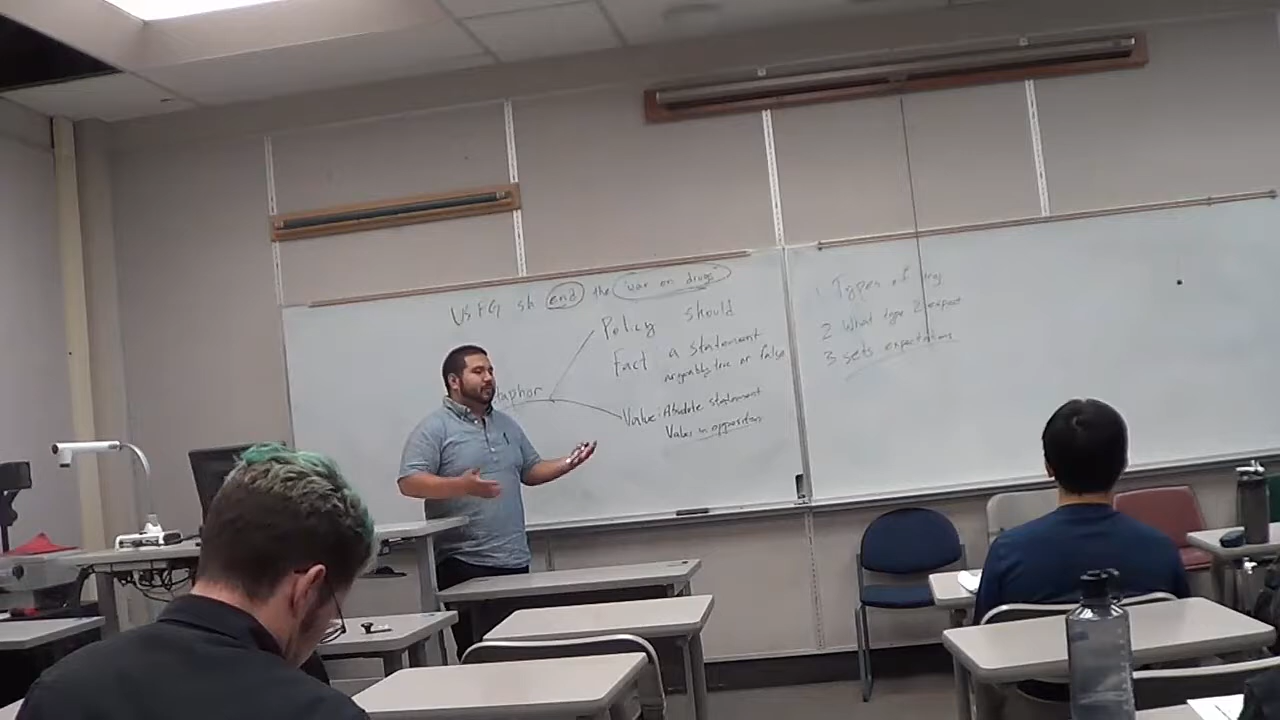 USFG sh end the "war on drugs"
Policy should
Fact a statement
arguably true or false
taphor
Value: Absolute statement
Values in opposition
1 Types of
2 What type 2 expect
3 sets expectations